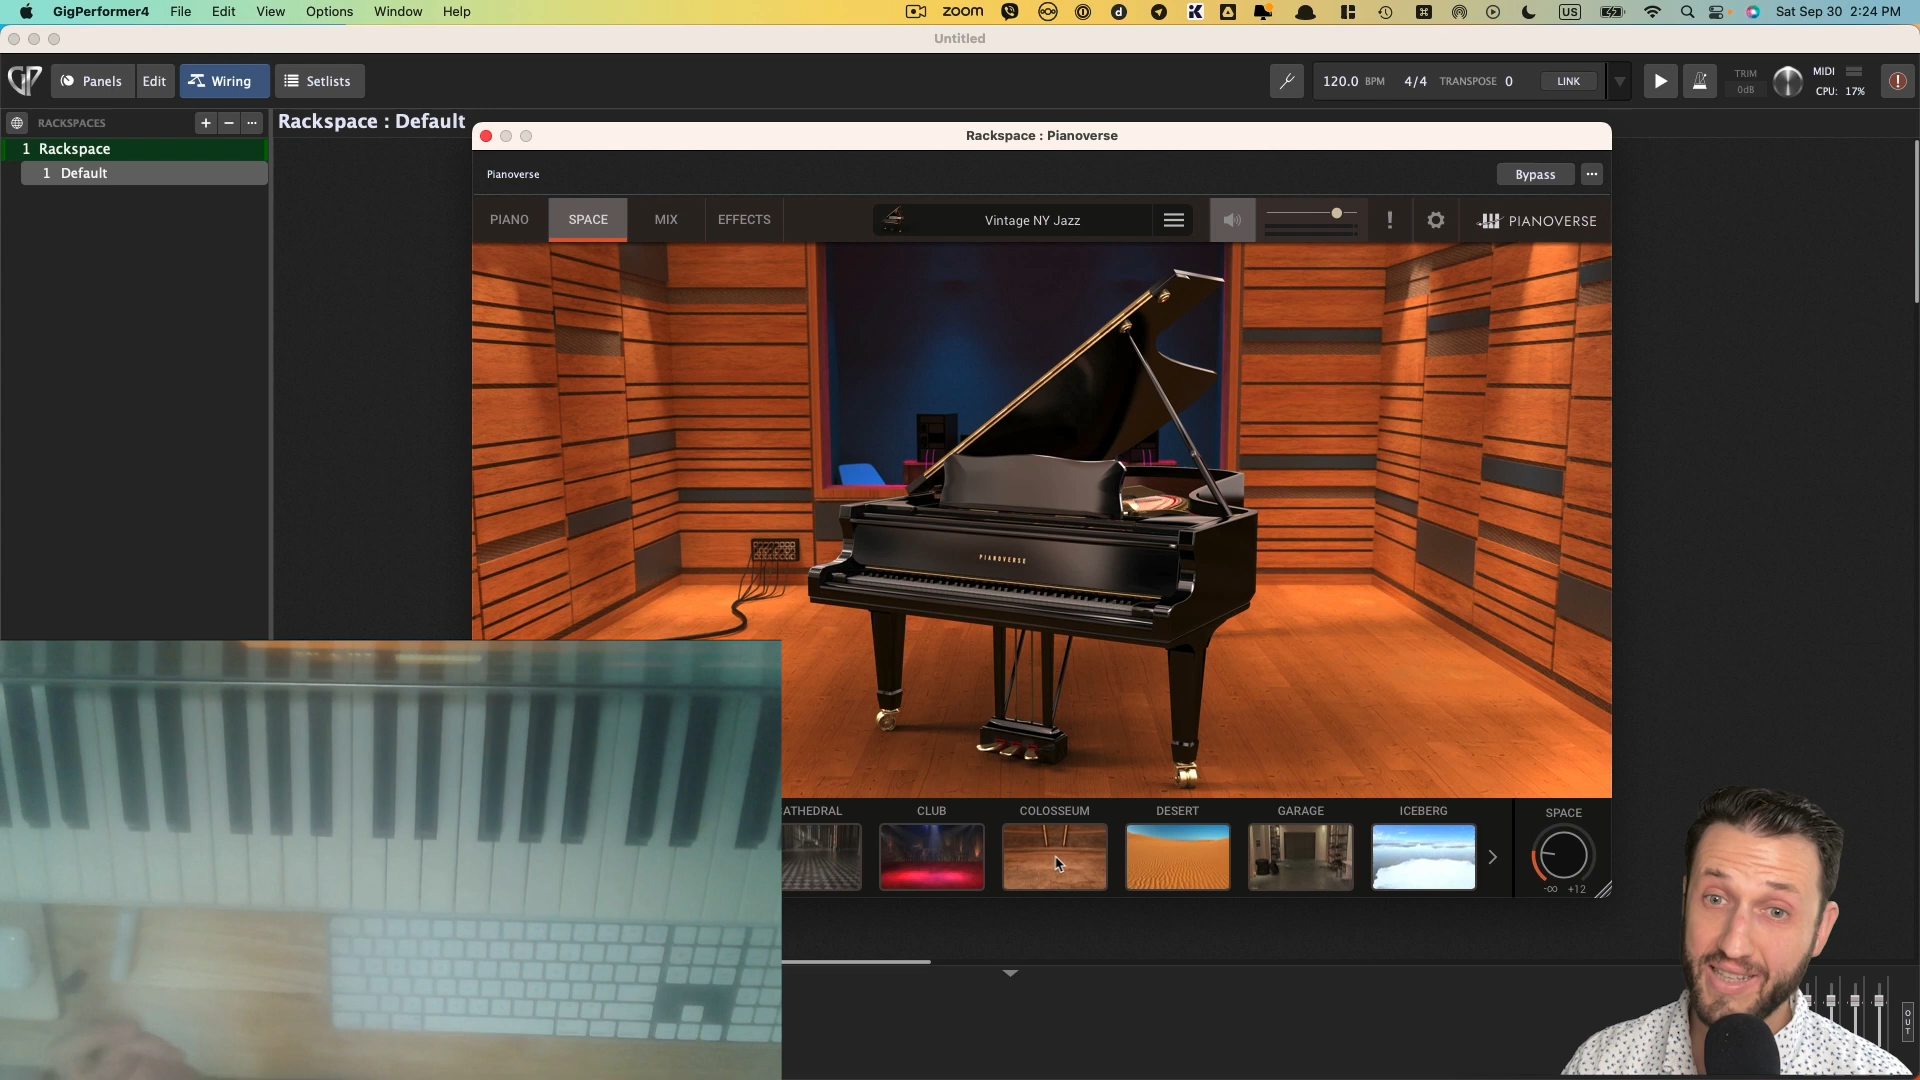 GigPerformer4 File Edit View Options Window Help
zoom US Sat Sep 30 2:24 PM
Untitled
GP Panels Edit Wiring Setlists
120.0 BPM 4/4 TRANSPOSE 0 LINK
TRIM
0dB
MIDI
CPU: 17%
RACKSPACES + − ...
Rackspace : Default
1 Rackspace
1 Default
Rackspace : Pianoverse
Pianoverse
Bypass ...
PIANO SPACE MIX EFFECTS
Vintage NY Jazz
! PIANOVERSE
PIANOVERSE
ATHEDRAL CLUB COLOSSEUM DESERT GARAGE ICEBERG
SPACE
-∞ +12
OUT